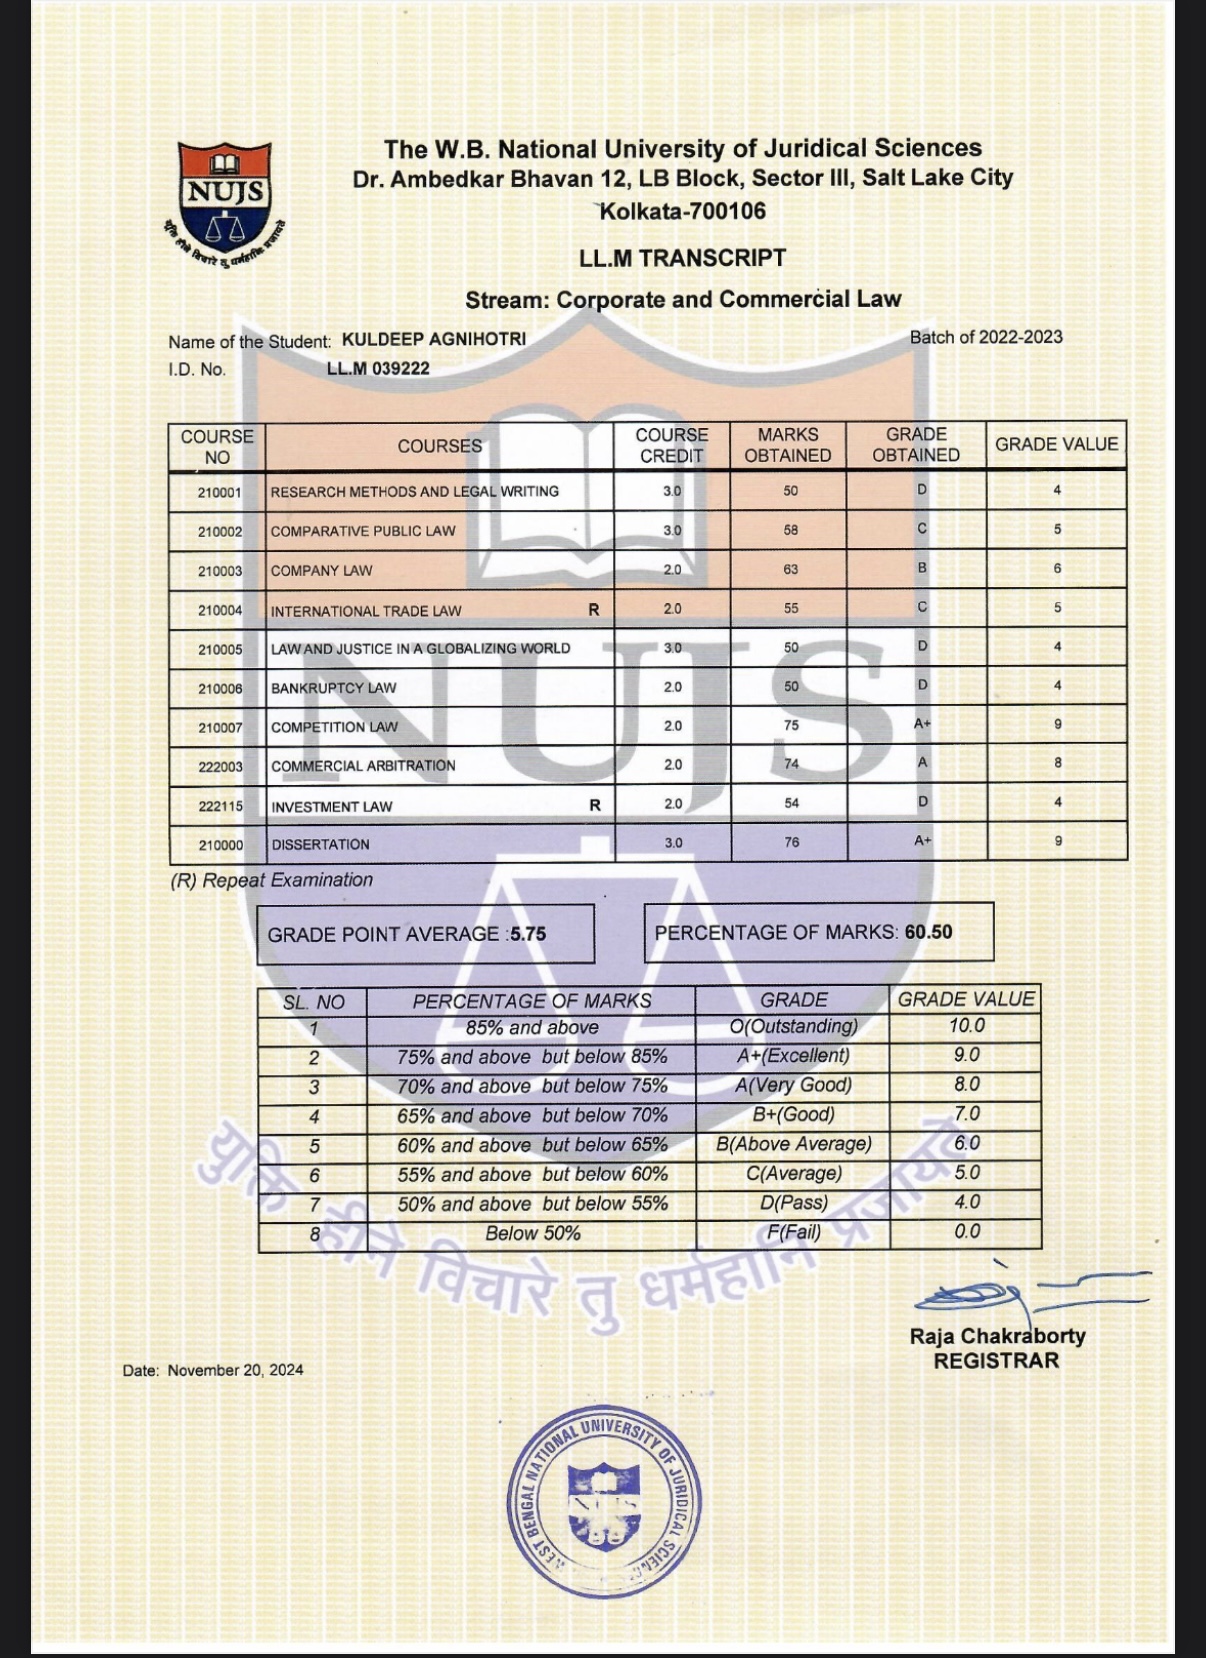 The W.B. National University of Juridical Sciences
Dr. Ambedkar Bhavan 12, LB Block, Sector III, Salt Lake City
Kolkata-700106
LL.M TRANSCRIPT
Stream: Corporate and Commercial Law
NUJS
युक्ति हीने विचारे तु धर्महानि प्रजायते
Name of the Student: KULDEEP AGNIHOTRI Batch of 2022-2023
I.D. No. LL.M 039222
COURSE NO COURSES COURSE CREDIT MARKS OBTAINED GRADE OBTAINED GRADE VALUE
210001 RESEARCH METHODS AND LEGAL WRITING 3.0 50 D 4
210002 COMPARATIVE PUBLIC LAW 3.0 58 C 5
210003 COMPANY LAW 2.0 63 B 6
210004 INTERNATIONAL TRADE LAW R 2.0 55 C 5
210005 LAW AND JUSTICE IN A GLOBALIZING WORLD 3.0 50 D 4
210006 BANKRUPTCY LAW 2.0 50 D 4
210007 COMPETITION LAW 2.0 75 A+ 9
222003 COMMERCIAL ARBITRATION 2.0 74 A 8
222115 INVESTMENT LAW R 2.0 54 D 4
210000 DISSERTATION 3.0 76 A+ 9
(R) Repeat Examination
GRADE POINT AVERAGE :5.75 PERCENTAGE OF MARKS: 60.50
SL. NO PERCENTAGE OF MARKS GRADE GRADE VALUE
1 85% and above O(Outstanding) 10.0
2 75% and above but below 85% A+(Excellent) 9.0
3 70% and above but below 75% A(Very Good) 8.0
4 65% and above but below 70% B+(Good) 7.0
5 60% and above but below 65% B(Above Average) 6.0
6 55% and above but below 60% C(Average) 5.0
7 50% and above but below 55% D(Pass) 4.0
8 Below 50% F(Fail) 0.0
NUJS
युक्ति हीने विचारे तु धर्महानि प्रजायते
Raja Chakraborty
REGISTRAR
Date: November 20, 2024
WEST BENGAL NATIONAL UNIVERSITY OF JURIDICAL SCIENCE